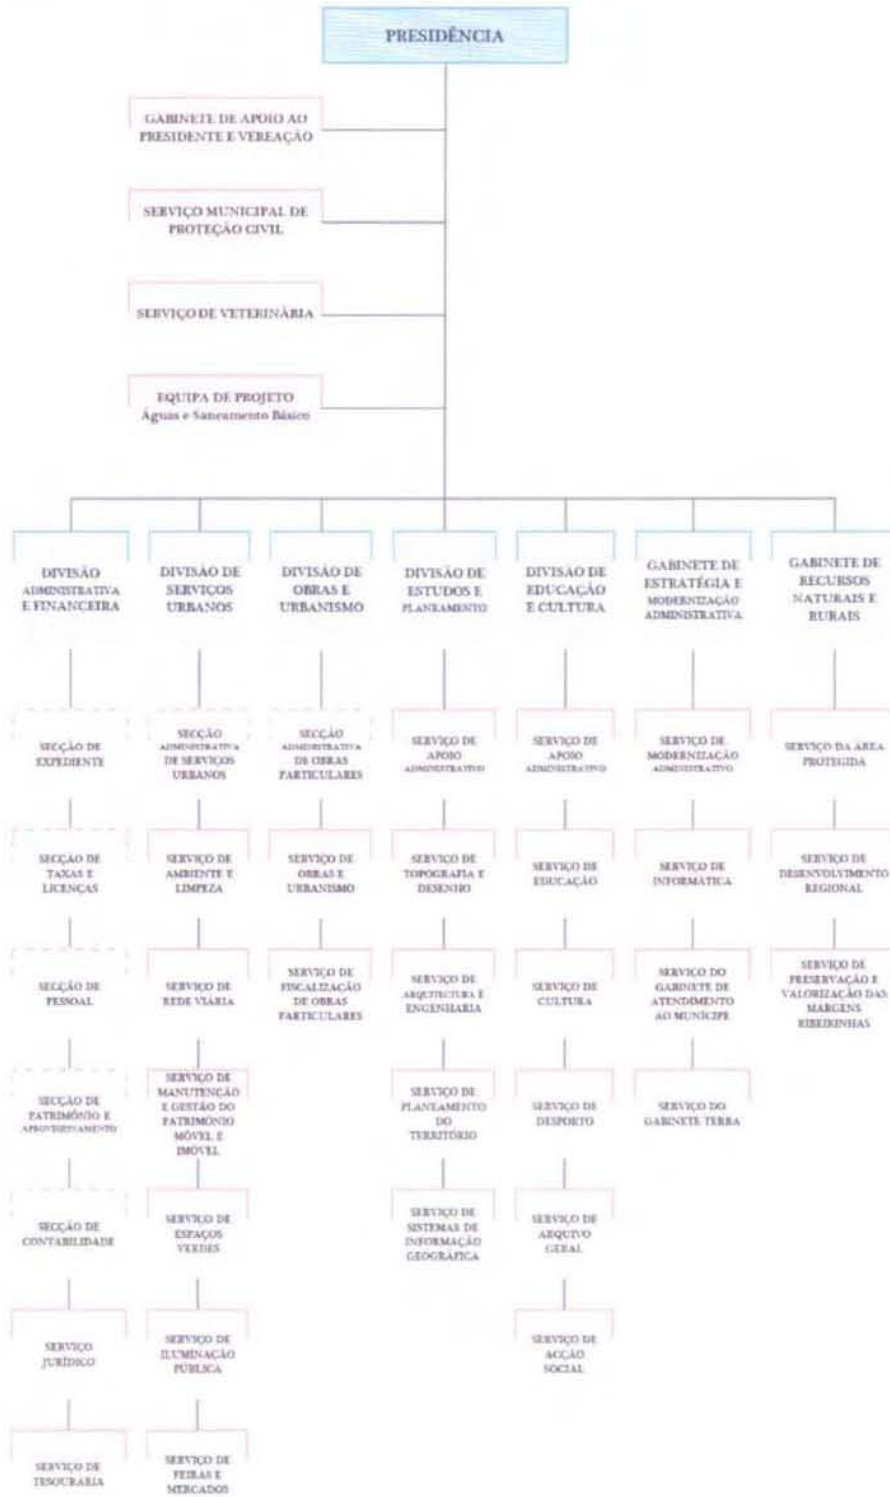 PRESIDÊNCIA
GABINETE DE APOIO AO
PRESIDENTE E VEREAÇÃO
SERVIÇO MUNICIPAL DE
PROTEÇÃO CIVIL
SERVIÇO DE VETERINÁRIA
EQUIPA DE PROJETO
Águas e Saneamento Básico
DIVISÃO
ADMINISTRATIVA
E FINANCEIRA
DIVISÃO DE
SERVIÇOS
URBANOS
DIVISÃO DE
OBRAS E
URBANISMO
DIVISÃO DE
ESTUDOS E
PLANEAMENTO
DIVISÃO DE
EDUCAÇÃO
E CULTURA
GABINETE DE
ESTRATÉGIA E
MODERNIZAÇÃO
ADMINISTRATIVA
GABINETE DE
RECURSOS
NATURAIS E
RURAIS
SECÇÃO DE
EXPEDIENTE
SECÇÃO
ADMINISTRATIVA
DE SERVIÇOS
URBANOS
SECÇÃO
ADMINISTRATIVA
DE OBRAS
PARTICULARES
SERVIÇO DE
APOIO
ADMINISTRATIVO
SERVIÇO DE
APOIO
ADMINISTRATIVO
SERVIÇO DE
MODERNIZAÇÃO
ADMINISTRATIVO
SERVIÇO DA ÁREA
PROTEGIDA
SECÇÃO DE
TAXAS E
LICENÇAS
SERVIÇO DE
AMBIENTE E
LIMPEZA
SERVIÇO DE
OBRAS E
URBANISMO
SERVIÇO DE
TOPOGRAFIA E
DESENHO
SERVIÇO DE
EDUCAÇÃO
SERVIÇO DE
INFORMÁTICA
SERVIÇO DE
DESENVOLVIMENTO
REGIONAL
SECÇÃO DE
PESSOAL
SERVIÇO DE
REDE VIÁRIA
SERVIÇO DE
FISCALIZAÇÃO
DE OBRAS
PARTICULARES
SERVIÇO DE
ARQUITECTURA E
ENGENHARIA
SERVIÇO DE
CULTURA
SERVIÇO DO
GABINETE DE
ATENDIMENTO
AO MUNÍCIPE
SERVIÇO DE
PRESERVAÇÃO E
VALORIZAÇÃO DAS
MARGENS
RIBEIRINHAS
SECÇÃO DE
PATRIMÓNIO E
APROVISIONAMENTO
SERVIÇO DE
MANUTENÇÃO
E GESTÃO DO
PATRIMÓNIO
MÓVEL E
IMÓVEL
SERVIÇO DE
PLANEAMENTO
DO
TERRITÓRIO
SERVIÇO DE
DESPORTO
SERVIÇO DO
GABINETE TERRA
SECÇÃO DE
CONTABILIDADE
SERVIÇO DE
ESPAÇOS
VERDES
SERVIÇO DE
SISTEMAS DE
INFORMAÇÃO
GEOGRÁFICA
SERVIÇO DE
ARQUIVO
GERAL
SERVIÇO
JURÍDICO
SERVIÇO DE
ILUMINAÇÃO
PÚBLICA
SERVIÇO DE
ACÇÃO
SOCIAL
SERVIÇO DE
TESOURARIA
SERVIÇO DE
FEIRAS E
MERCADOS